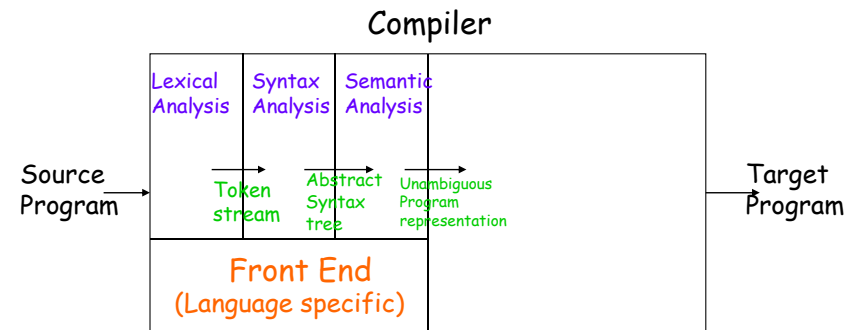 Compiler
Lexical
Analysis
Syntax
Analysis
Semantic
Analysis
Source
Program
Token
stream
Abstract
Syntax
tree
Unambiguous
Program
representation
Target
Program
Front End
(Language specific)